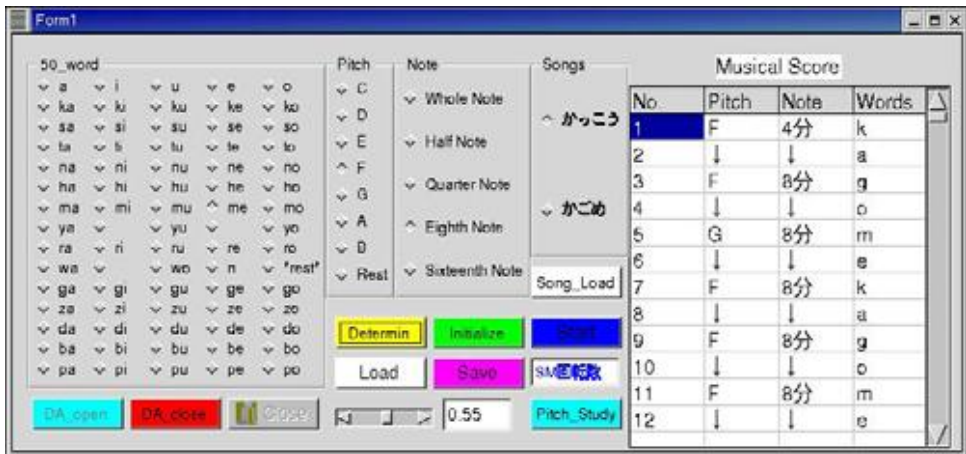 Form1
50_word
a i u e o
ka ki ku ke ko
sa si su se so
ta ti tu te to
na ni nu ne no
ha hi hu he ho
ma mi mu me mo
ya yu yo
ra ri ru re ro
wa wo n "rest"
ga gi gu ge go
za zi zu ze zo
da di du de do
ba bi bu be bo
pa pi pu pe po
DA_open DA_close Close
Pitch
C
D
E
F
G
A
B
Rest
Note
Whole Note
Half Note
Quarter Note
Eighth Note
Sixteenth Note
Songs
かっこう
かごめ
Song_Load
Determin Initialize Start
Load Save SM回転数
0.55 Pitch_Study
Musical Score
No. Pitch Note Words
1 F 4分 k
2 ↓ ↓ a
3 F 8分 g
4 ↓ ↓ o
5 G 8分 m
6 ↓ ↓ e
7 F 8分 k
8 ↓ ↓ a
9 F 8分 g
10 ↓ ↓ o
11 F 8分 m
12 ↓ ↓ e